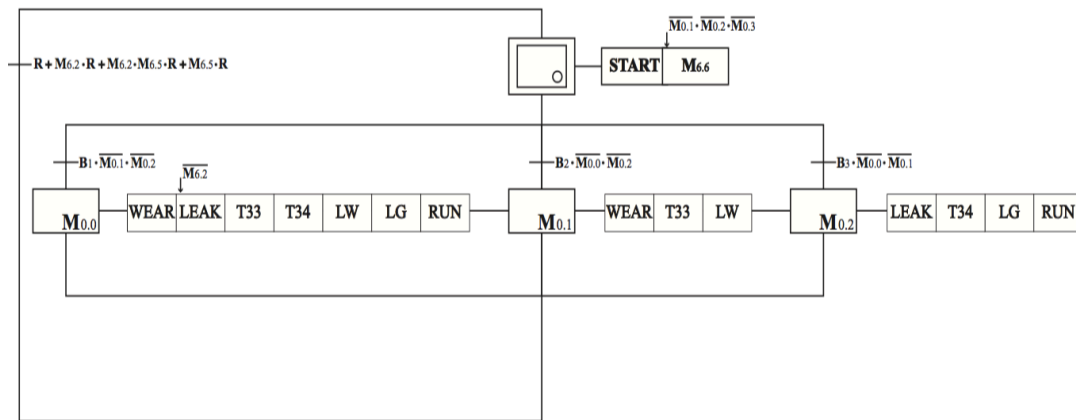 M̅0.1·M̅0.2·M̅0.3
START M6.6
R+M6.2·R+M6.2·M6.5·R+M6.5·R
B1·M̅0.1·M̅0.2
B2·M̅0.0·M̅0.2
B3·M̅0.0·M̅0.1
M̅6.2
M0.0 WEAR LEAK T33 T34 LW LG RUN M0.1 WEAR T33 LW M0.2 LEAK T34 LG RUN